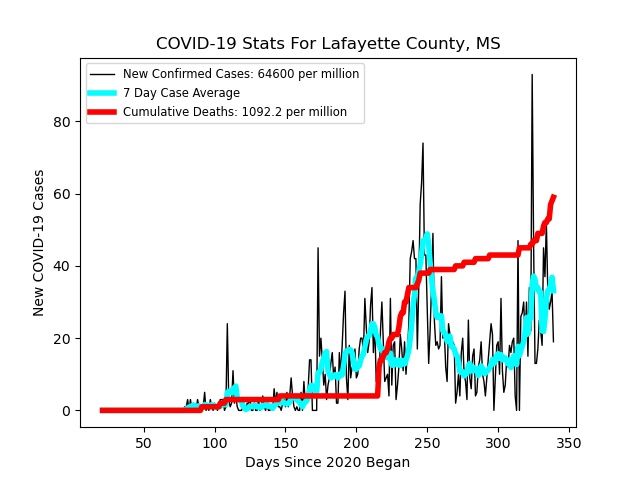 COVID-19 Stats For Lafayette County, MS
New Confirmed Cases: 64600 per million
7 Day Case Average
Cumulative Deaths: 1092.2 per million
New COVID-19 Cases
80
60
40
20
0
50 100 150 200 250 300 350
Days Since 2020 Began